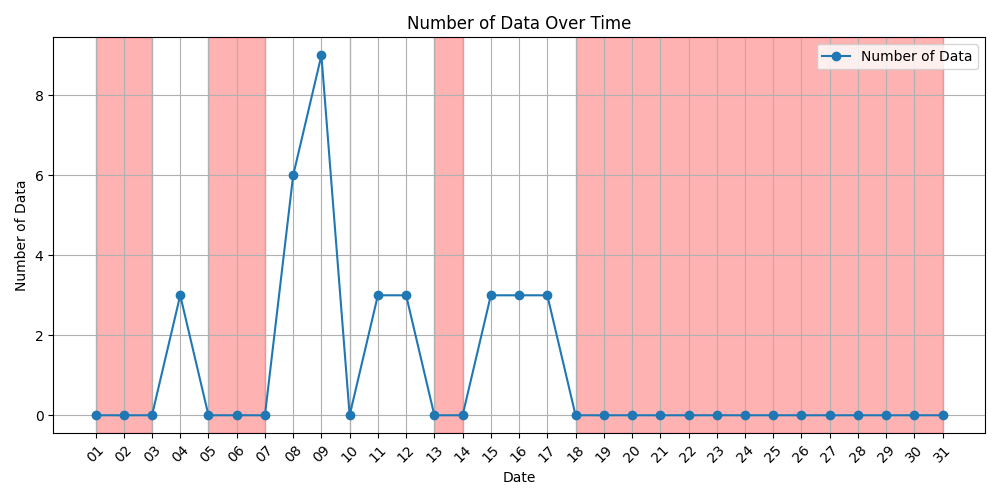 Number of Data Over Time
Number of Data
Number of Data
8
6
4
2
0
01 02 03 04 05 06 07 08 09 10 11 12 13 14 15 16 17 18 19 20 21 22 23 24 25 26 27 28 29 30 31
Date